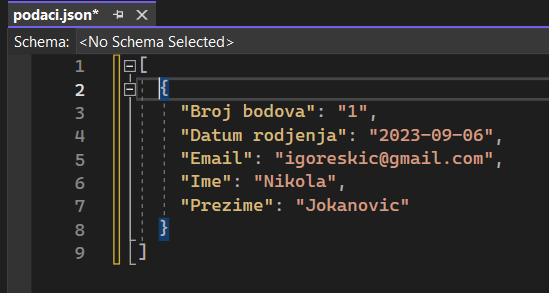 podaci.json*
Schema: <No Schema Selected>
1 [
2 {
3 "Broj bodova": "1",
4 "Datum rodjenja": "2023-09-06",
5 "Email": "igoreskic@gmail.com",
6 "Ime": "Nikola",
7 "Prezime": "Jokanovic"
8 }
9 ]